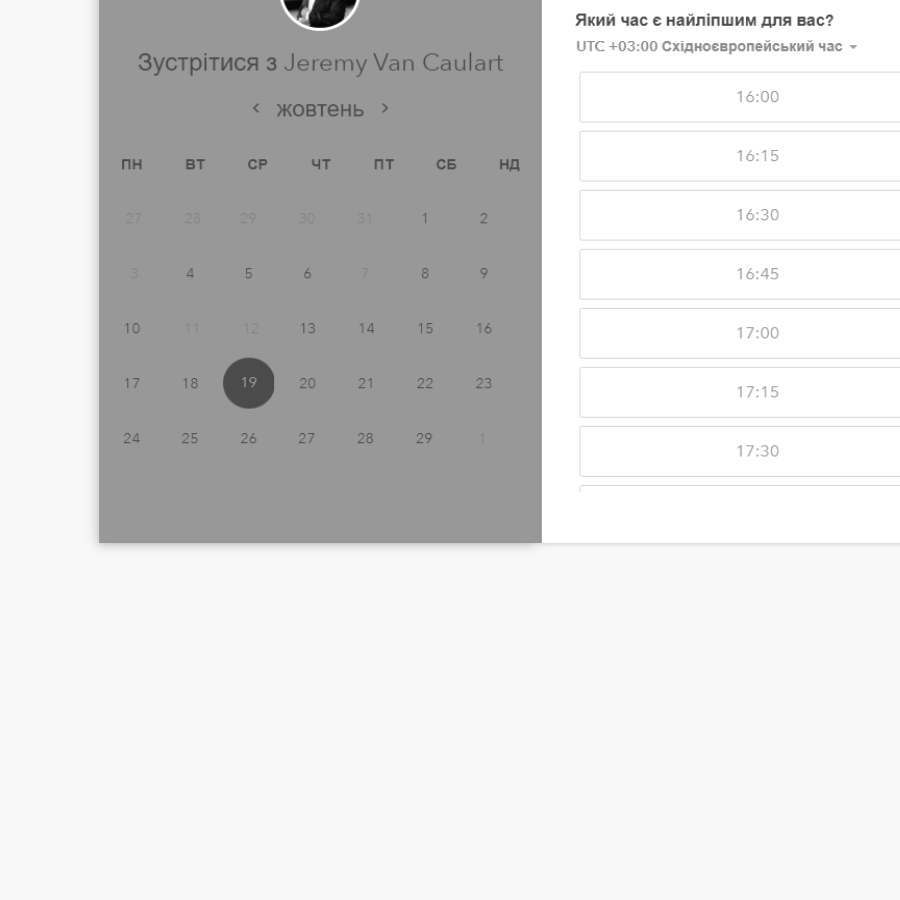 Зустрітися з Jeremy Van Caulart
жовтень
ПН ВТ СР ЧТ ПТ СБ НД
27 28 29 30 31 1 2
3 4 5 6 7 8 9
10 11 12 13 14 15 16
17 18 19 20 21 22 23
24 25 26 27 28 29 1
Який час є найліпшим для вас?
UTC +03:00 Східноєвропейський час
16:00
16:15
16:30
16:45
17:00
17:15
17:30